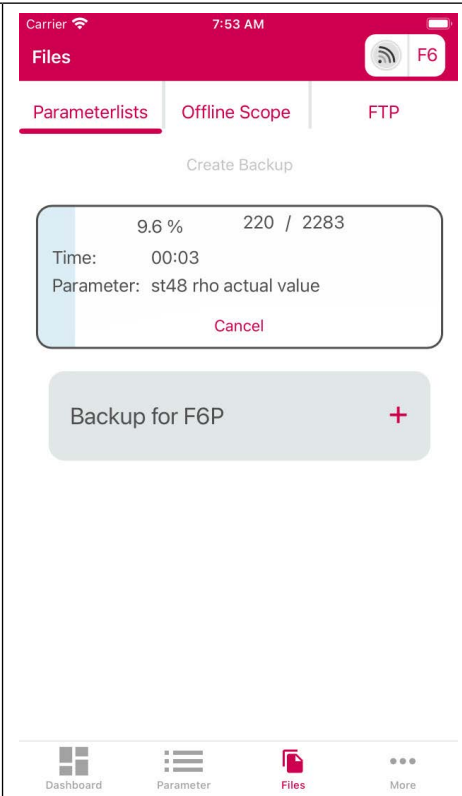 Carrier 7:53 AM
Files F6
Parameterlists Offline Scope FTP
Create Backup
9.6 % 220 / 2283
Time: 00:03
Parameter: st48 rho actual value
Cancel
Backup for F6P +
Dashboard Parameter Files More